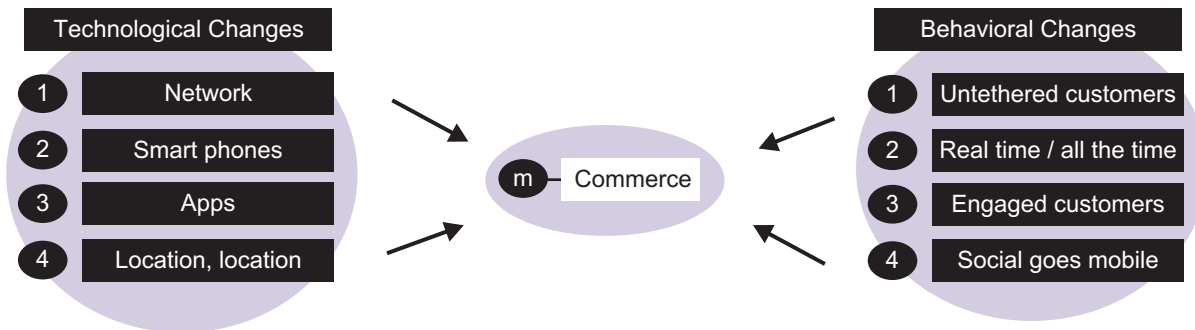 Technological Changes
1 Network
2 Smart phones
3 Apps
4 Location, location
m Commerce
Behavioral Changes
1 Untethered customers
2 Real time / all the time
3 Engaged customers
4 Social goes mobile